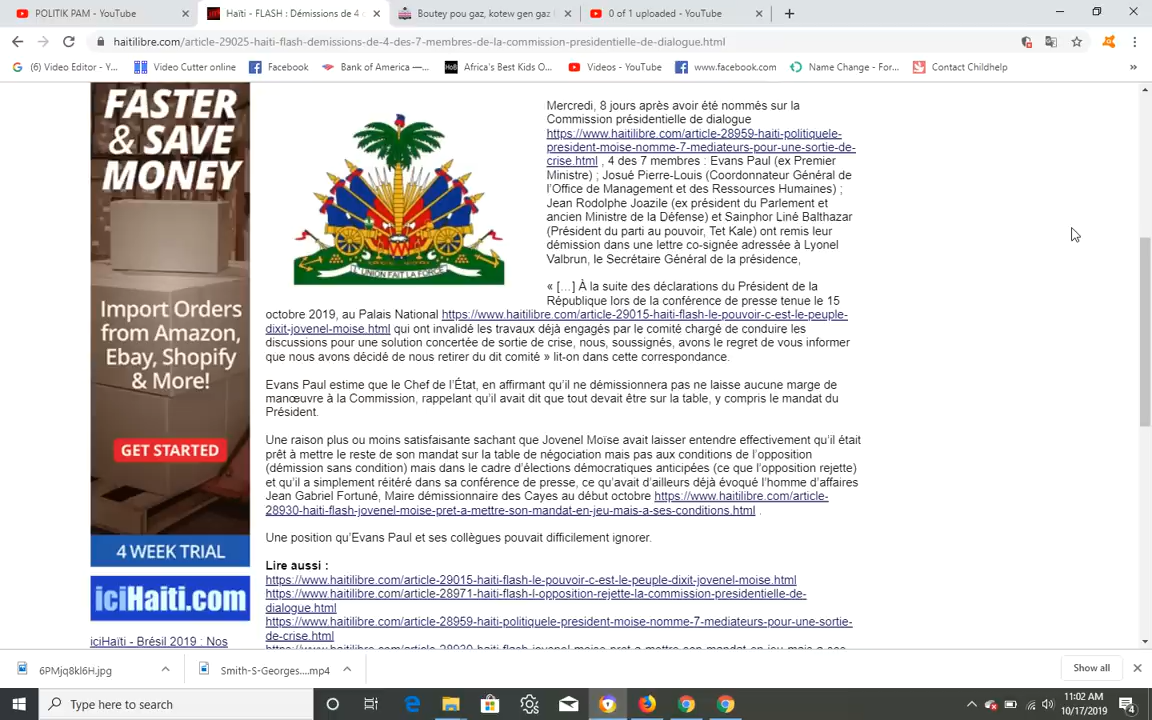 POLITIK PAM - YouTube
Haïti - FLASH : Démissions de 4
Boutey pou gaz, kotew gen gaz
0 of 1 uploaded - YouTube
haitilibre.com/article-29025-haiti-flash-demissions-de-4-des-7-membres-de-la-commission-presidentielle-de-dialogue.html
(6) Video Editor - Y...
Video Cutter online
Facebook
Bank of America —...
Africa's Best Kids O...
Videos - YouTube
www.facebook.com
Name Change - For...
Contact Childhelp
FASTER
& SAVE
MONEY
Import Orders
from Amazon,
Ebay, Shopify
& More!
GET STARTED
4 WEEK TRIAL
iciHaiti.com
iciHaïti - Brésil 2019 : Nos
L'UNION FAIT LA FORCE
Mercredi, 8 jours après avoir été nommés sur la
Commission présidentielle de dialogue
https://www.haitilibre.com/article-28959-haiti-politiquele-
president-moise-nomme-7-mediateurs-pour-une-sortie-de-
crise.html , 4 des 7 membres : Evans Paul (ex Premier
Ministre) ; Josué Pierre-Louis (Coordonnateur Général de
l'Office de Management et des Ressources Humaines) ;
Jean Rodolphe Joazile (ex président du Parlement et
ancien Ministre de la Défense) et Sainphor Liné Balthazar
(Président du parti au pouvoir, Tet Kale) ont remis leur
démission dans une lettre co-signée adressée à Lyonel
Valbrun, le Secrétaire Général de la présidence,
« [...] À la suite des déclarations du Président de la
République lors de la conférence de presse tenue le 15
octobre 2019, au Palais National https://www.haitilibre.com/article-29015-haiti-flash-le-pouvoir-c-est-le-peuple-
dixit-jovenel-moise.html qui ont invalidé les travaux déjà engagés par le comité chargé de conduire les
discussions pour une solution concertée de sortie de crise, nous, soussignés, avons le regret de vous informer
que nous avons décidé de nous retirer du dit comité » lit-on dans cette correspondance.
Evans Paul estime que le Chef de l'État, en affirmant qu'il ne démissionnera pas ne laisse aucune marge de
manœuvre à la Commission, rappelant qu'il avait dit que tout devait être sur la table, y compris le mandat du
Président.
Une raison plus ou moins satisfaisante sachant que Jovenel Moïse avait laisser entendre effectivement qu'il était
prêt à mettre le reste de son mandat sur la table de négociation mais pas aux conditions de l'opposition
(démission sans condition) mais dans le cadre d'élections démocratiques anticipées (ce que l'opposition rejette)
et qu'il a simplement réitéré dans sa conférence de presse, ce qu'avait d'ailleurs déjà évoqué l'homme d'affaires
Jean Gabriel Fortuné, Maire démissionnaire des Cayes au début octobre https://www.haitilibre.com/article-
28930-haiti-flash-jovenel-moise-pret-a-mettre-son-mandat-en-jeu-mais-a-ses-conditions.html .
Une position qu'Evans Paul et ses collègues pouvait difficilement ignorer.
Lire aussi :
https://www.haitilibre.com/article-29015-haiti-flash-le-pouvoir-c-est-le-peuple-dixit-jovenel-moise.html
https://www.haitilibre.com/article-28971-haiti-flash-l-opposition-rejette-la-commission-presidentielle-de-
dialogue.html
https://www.haitilibre.com/article-28959-haiti-politiquele-president-moise-nomme-7-mediateurs-pour-une-sortie-
de-crise.html
https://www.haitilibre.com/article-28930-haiti-flash-jovenel-moise-pret-a-mettre-son-mandat-en-jeu-mais-a-ses-
6PMjq8kI6H.jpg
Smith-S-Georges....mp4
Show all
Type here to search
11:02 AM
10/17/2019
4